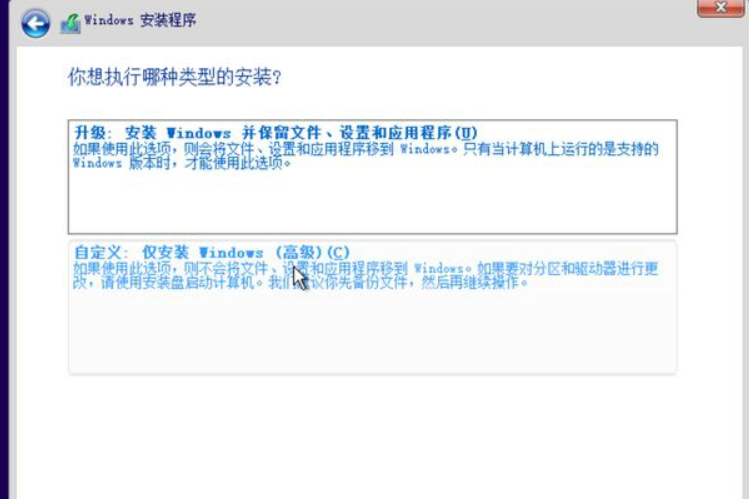 Windows 安装程序
你想执行哪种类型的安装?
升级: 安装 Windows 并保留文件、设置和应用程序(U)
如果使用此选项，则会将文件、设置和应用程序移到 Windows。只有当计算机上运行的是支持的
Windows 版本时，才能使用此选项。
自定义: 仅安装 Windows (高级)(C)
如果使用此选项，则不会将文件、设置和应用程序移到 Windows。如果要对分区和驱动器进行更
改，请使用安装盘启动计算机。我们建议你先备份文件，然后再继续操作。